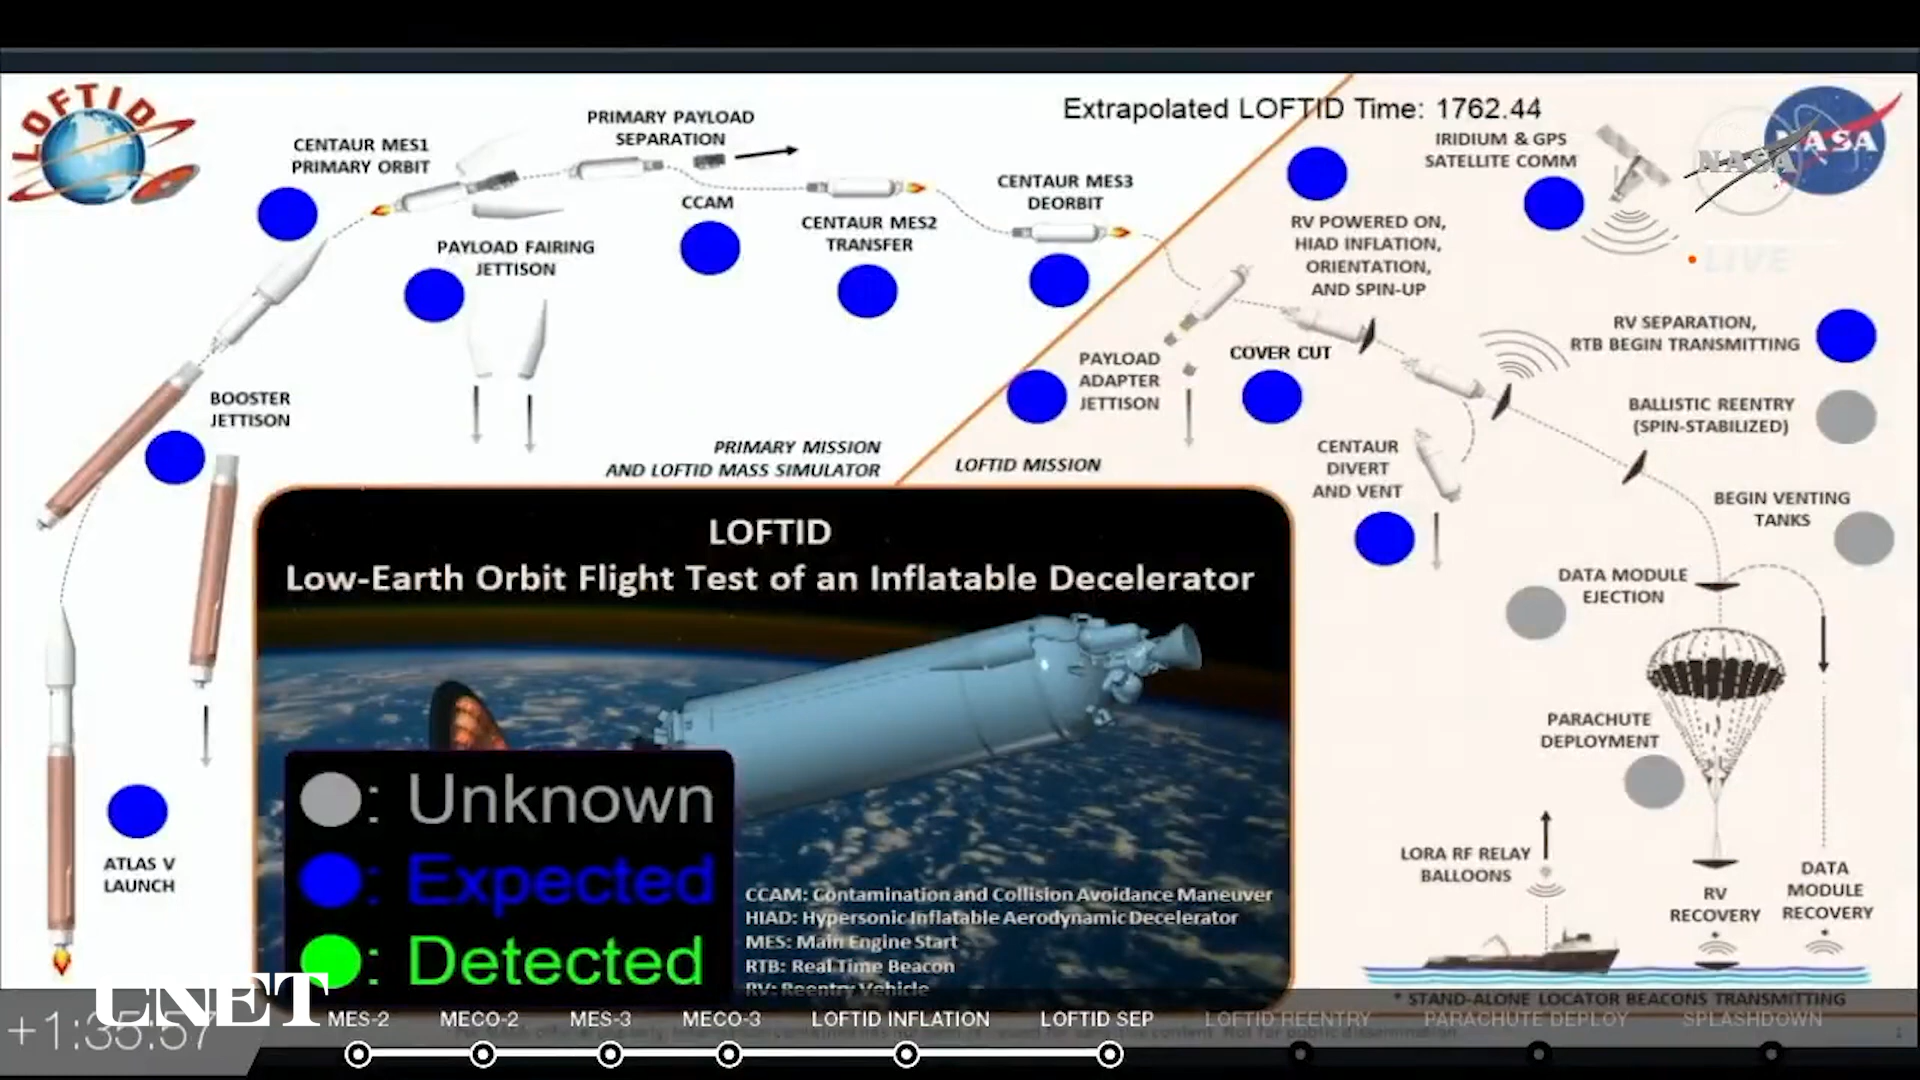 LOFTID
Extrapolated LOFTID Time: 1762.44
NASA
NASA
LIVE
CENTAUR MES1
PRIMARY ORBIT
PRIMARY PAYLOAD
SEPARATION
CCAM
PAYLOAD FAIRING
JETTISON
CENTAUR MES2
TRANSFER
CENTAUR MES3
DEORBIT
IRIDIUM & GPS
SATELLITE COMM
RV POWERED ON,
HIAD INFLATION,
ORIENTATION,
AND SPIN-UP
RV SEPARATION,
RTB BEGIN TRANSMITTING
COVER CUT
PAYLOAD
ADAPTER
JETTISON
BOOSTER
JETTISON
BALLISTIC REENTRY
(SPIN-STABILIZED)
PRIMARY MISSION
AND LOFTID MASS SIMULATOR
LOFTID MISSION
CENTAUR
DIVERT
AND VENT
BEGIN VENTING
TANKS
DATA MODULE
EJECTION
PARACHUTE
DEPLOYMENT
ATLAS V
LAUNCH
LORA RF RELAY
BALLOONS
RV
RECOVERY
DATA
MODULE
RECOVERY
* STAND-ALONE LOCATOR BEACONS TRANSMITTING
LOFTID
Low-Earth Orbit Flight Test of an Inflatable Decelerator
: Unknown
: Expected
: Detected
CCAM: Contamination and Collision Avoidance Maneuver
HIAD: Hypersonic Inflatable Aerodynamic Decelerator
MES: Main Engine Start
RTB: Real Time Beacon
RV: Reentry Vehicle
CNET
+1:35:57
MES-2
MECO-2
MES-3
MECO-3
LOFTID INFLATION
LOFTID SEP
LOFTID REENTRY
PARACHUTE DEPLOY
SPLASHDOWN